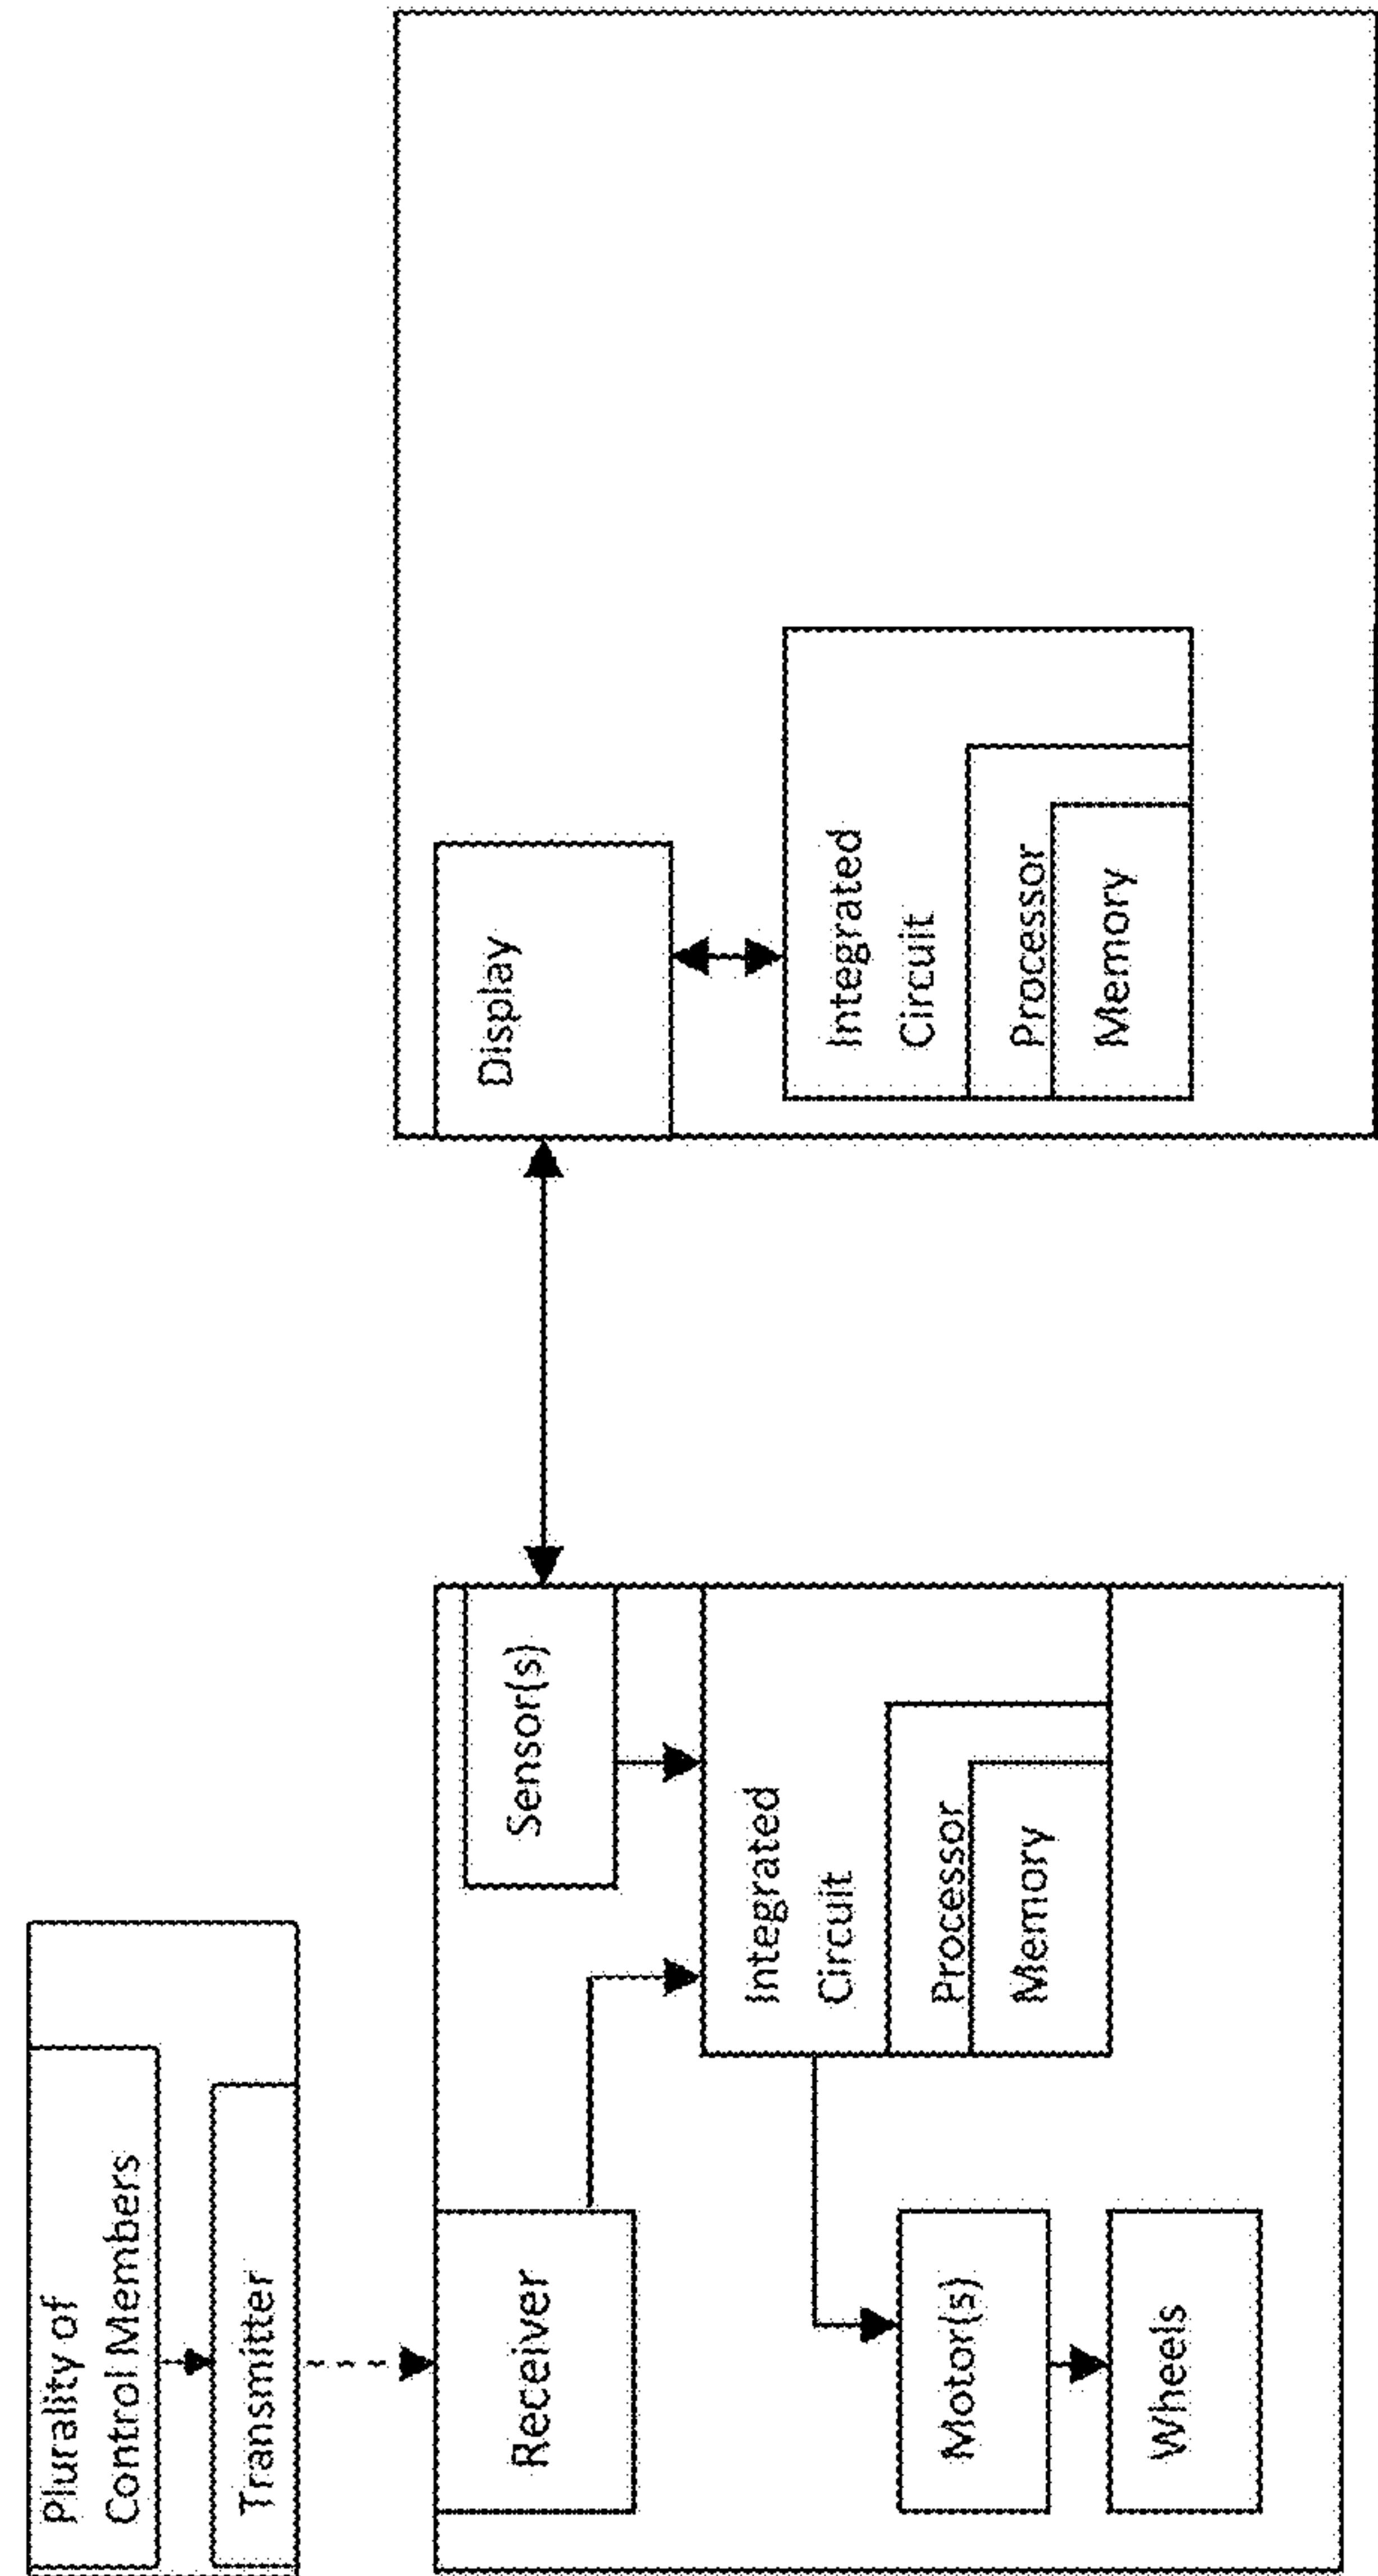 Plurality of
Control Members
Transmitter
Receiver
Sensor(s)
Integrated
Circuit
Processor
Memory
Motor(s)
Wheels
Display
Integrated
Circuit
Processor
Memory